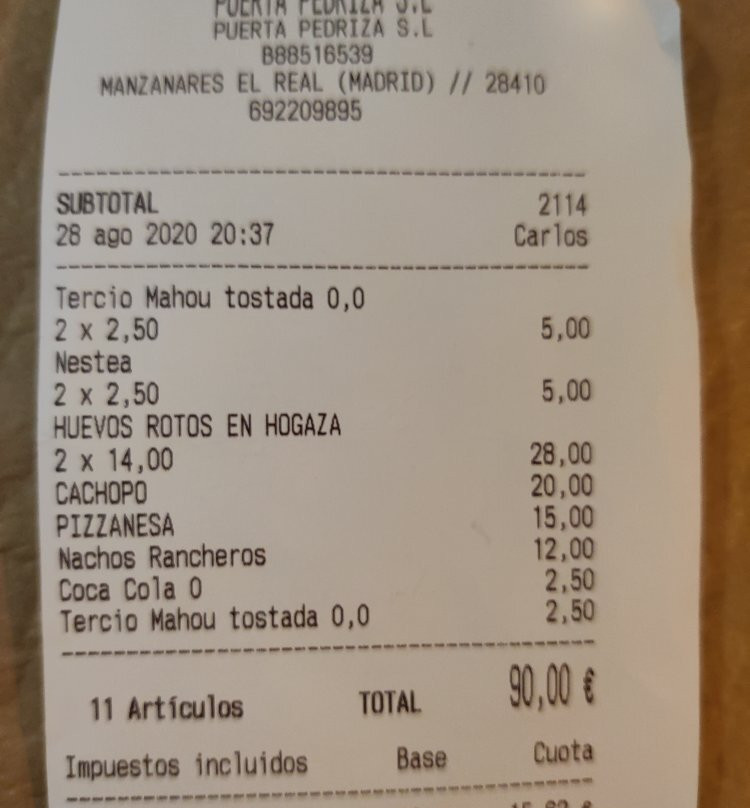 PUERTA PEDRIZA S.L
PUERTA PEDRIZA S.L
B88516539
MANZANARES EL REAL (MADRID) // 28410
692209895
SUBTOTAL 2114
28 ago 2020 20:37 Carlos
Tercio Mahou tostada 0,0
2 x 2,50 5,00
Nestea
2 x 2,50 5,00
HUEVOS ROTOS EN HOGAZA
2 x 14,00 28,00
CACHOPO 20,00
PIZZANESA 15,00
Nachos Rancheros 12,00
Coca Cola 0 2,50
Tercio Mahou tostada 0,0 2,50
11 Artículos TOTAL 90,00 €
Impuestos incluidos Base Cuota